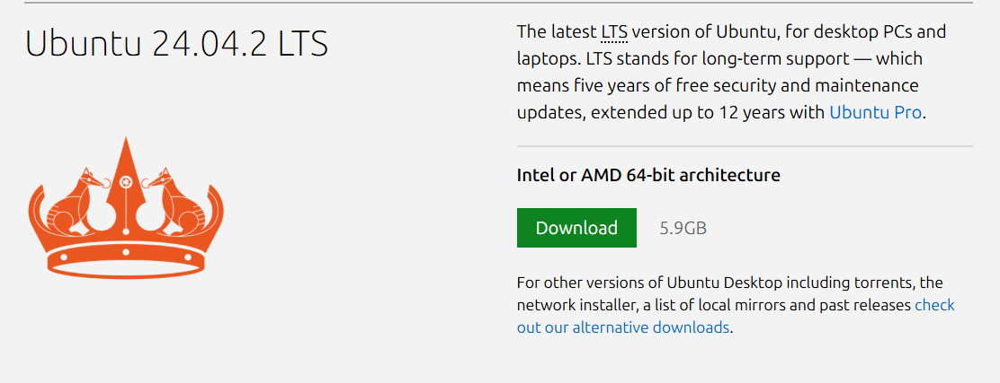 Ubuntu 24.04.2 LTS
The latest LTS version of Ubuntu, for desktop PCs and
laptops. LTS stands for long-term support — which
means five years of free security and maintenance
updates, extended up to 12 years with Ubuntu Pro.
Intel or AMD 64-bit architecture
Download 5.9GB
For other versions of Ubuntu Desktop including torrents, the
network installer, a list of local mirrors and past releases check
out our alternative downloads.